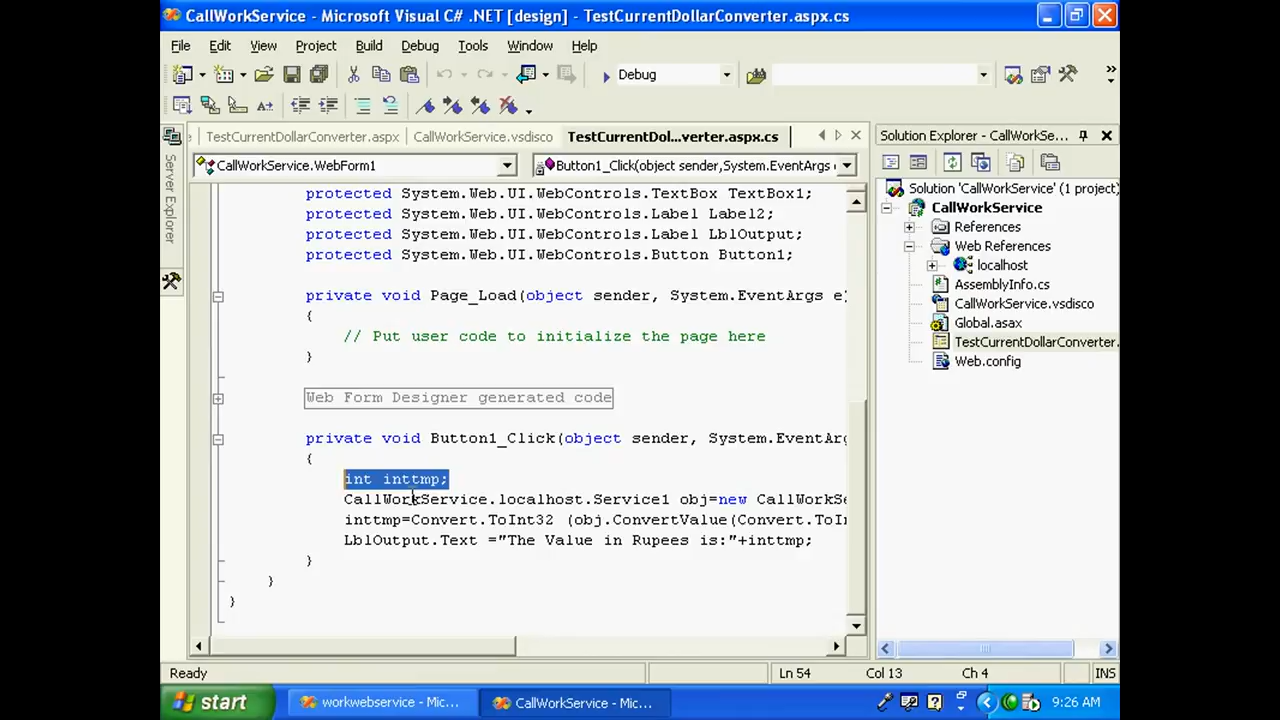 CallWorkService - Microsoft Visual C# .NET [design] - TestCurrentDollarConverter.aspx.cs
File Edit View Project Build Debug Tools Window Help
Debug
TestCurrentDollarConverter.aspx CallWorkService.vsdisco TestCurrentDol...verter.aspx.cs
CallWorkService.WebForm1 Button1_Click(object sender,System.EventArgs
Server Explorer
protected System.Web.UI.WebControls.TextBox TextBox1;
protected System.Web.UI.WebControls.Label Label2;
protected System.Web.UI.WebControls.Label LblOutput;
protected System.Web.UI.WebControls.Button Button1;
private void Page_Load(object sender, System.EventArgs e)
{
// Put user code to initialize the page here
}
Web Form Designer generated code
private void Button1_Click(object sender, System.EventAr
{
int inttmp;
CallWorkService.localhost.Service1 obj=new CallWorkSe
inttmp=Convert.ToInt32 (obj.ConvertValue(Convert.ToIn
LblOutput.Text ="The Value in Rupees is:"+inttmp;
}
}
}
Solution Explorer - CallWorkSe...
Solution 'CallWorkService' (1 project)
CallWorkService
References
Web References
localhost
AssemblyInfo.cs
CallWorkService.vsdisco
Global.asax
TestCurrentDollarConverter.
Web.config
Ready Ln 54 Col 13 Ch 4 INS
start workwebservice - Mic... CallWorkService - Mic... 9:26 AM